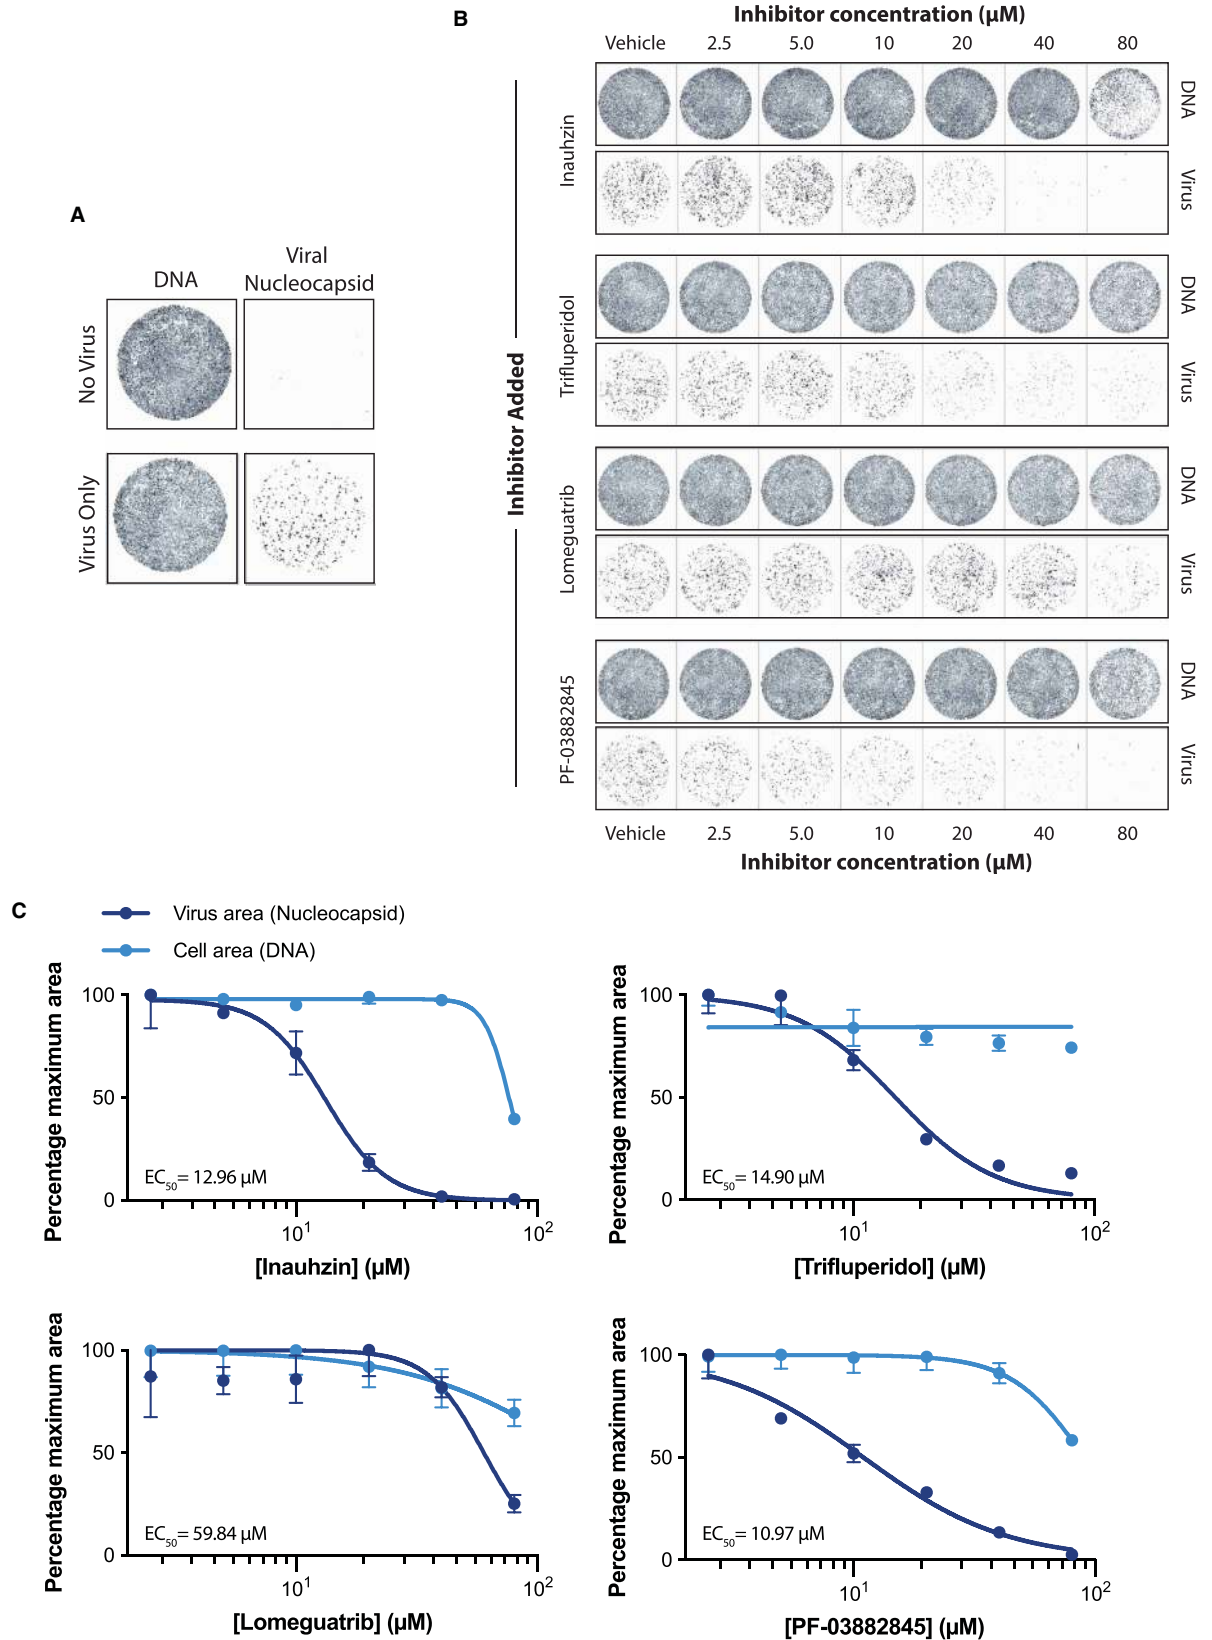 A
DNA
Viral
Nucleocapsid
No Virus
Virus Only
B
Inhibitor concentration (µM)
Vehicle 2.5 5.0 10 20 40 80
Inhibitor Added
Inauhzin
DNA
Virus
Trifluperidol
DNA
Virus
Lomeguatrib
DNA
Virus
PF-03882845
DNA
Virus
Vehicle 2.5 5.0 10 20 40 80
Inhibitor concentration (µM)
C
Virus area (Nucleocapsid)
Cell area (DNA)
Percentage maximum area
100
50
0
EC50= 12.96 µM
10¹ 10²
[Inauhzin] (µM)
Percentage maximum area
100
50
0
EC50= 14.90 µM
10¹ 10²
[Trifluperidol] (µM)
Percentage maximum area
100
50
0
EC50= 59.84 µM
10¹ 10²
[Lomeguatrib] (µM)
Percentage maximum area
100
50
0
EC50= 10.97 µM
10¹ 10²
[PF-03882845] (µM)